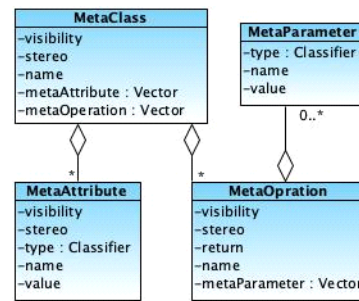 MetaClass
-visibility
-stereo
-name
-metaAttribute : Vector
-metaOperation : Vector
MetaParameter
-type : Classifier
-name
-value
0..*
*
*
MetaAttribute
-visibility
-stereo
-type : Classifier
-name
-value
MetaOpration
-visibility
-stereo
-return
-name
-metaParameter : Vector